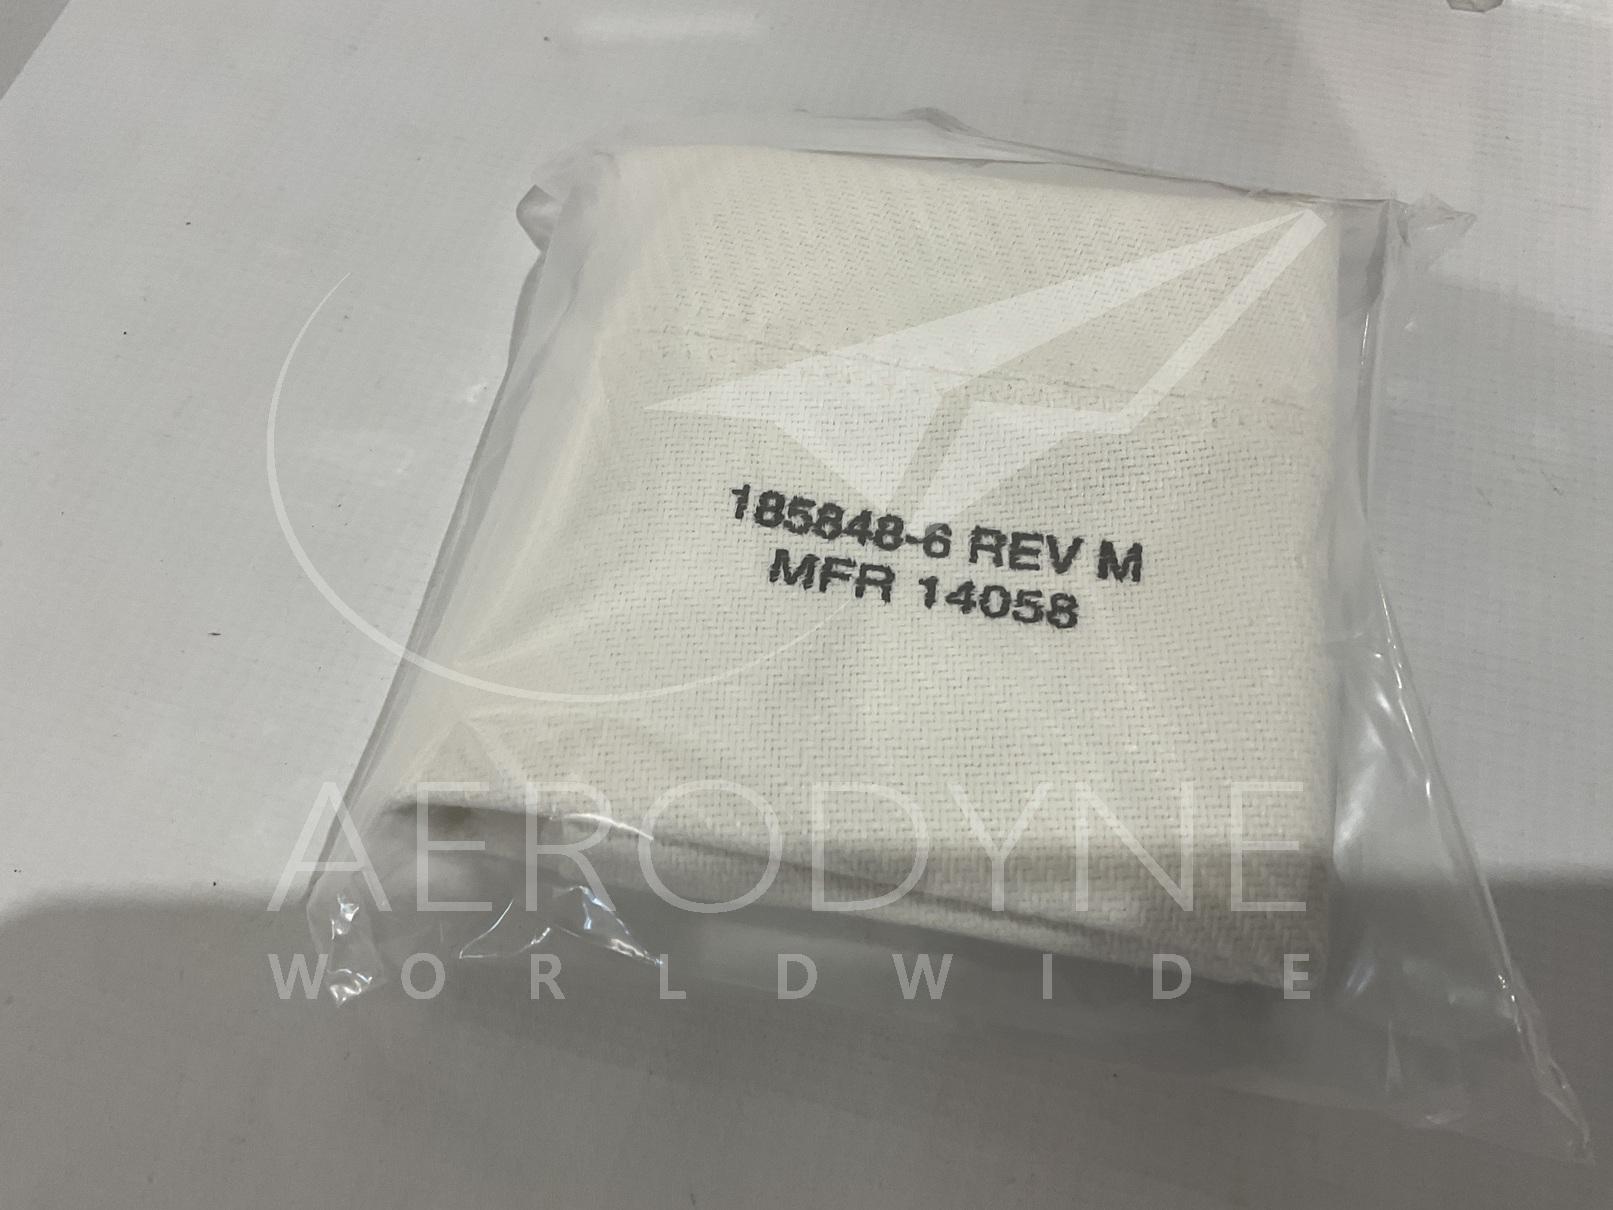 185848-6 REV M
MFR 14058
AERODYNE
WORLDWIDE